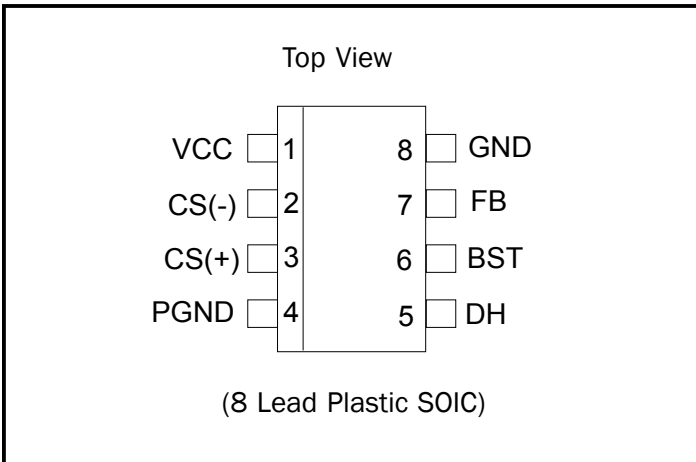 Top View
VCC 1 8 GND
CS(-) 2 7 FB
CS(+) 3 6 BST
PGND 4 5 DH
(8 Lead Plastic SOIC)